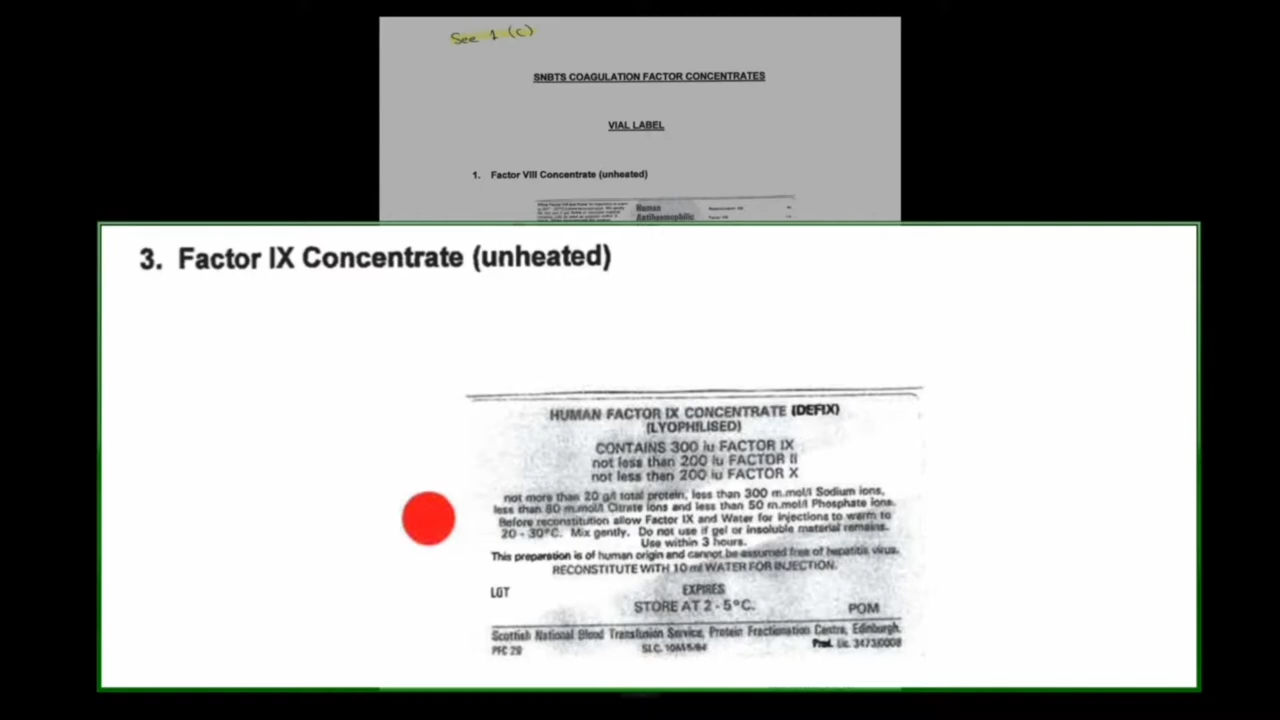 See 1 (c)
SNBTS COAGULATION FACTOR CONCENTRATES
VIAL LABEL
1. Factor VIII Concentrate (unheated)
Human
Antihaemophilic
3. Factor IX Concentrate (unheated)
HUMAN FACTOR IX CONCENTRATE (DEFIX)
(LYOPHILISED)
CONTAINS 300 iu FACTOR IX
not less than 200 iu FACTOR II
not less than 200 iu FACTOR X
not more than 20 g/l total protein, less than 300 m.mol/l Sodium ions,
less than 80 m.mol/l Citrate ions and less than 50 m.mol/l Phosphate ions.
Before reconstitution allow Factor IX and Water for Injections to warm to
20 - 30°C. Mix gently. Do not use if gel or insoluble material remains.
Use within 3 hours.
This preparation is of human origin and cannot be assumed free of hepatitis virus.
RECONSTITUTE WITH 10 ml WATER FOR INJECTION.
LOT EXPIRES
STORE AT 2 - 5°C. POM
Scottish National Blood Transfusion Service, Protein Fractionation Centre, Edinburgh.
PFC 29 Prod. Lic. 3473/0008